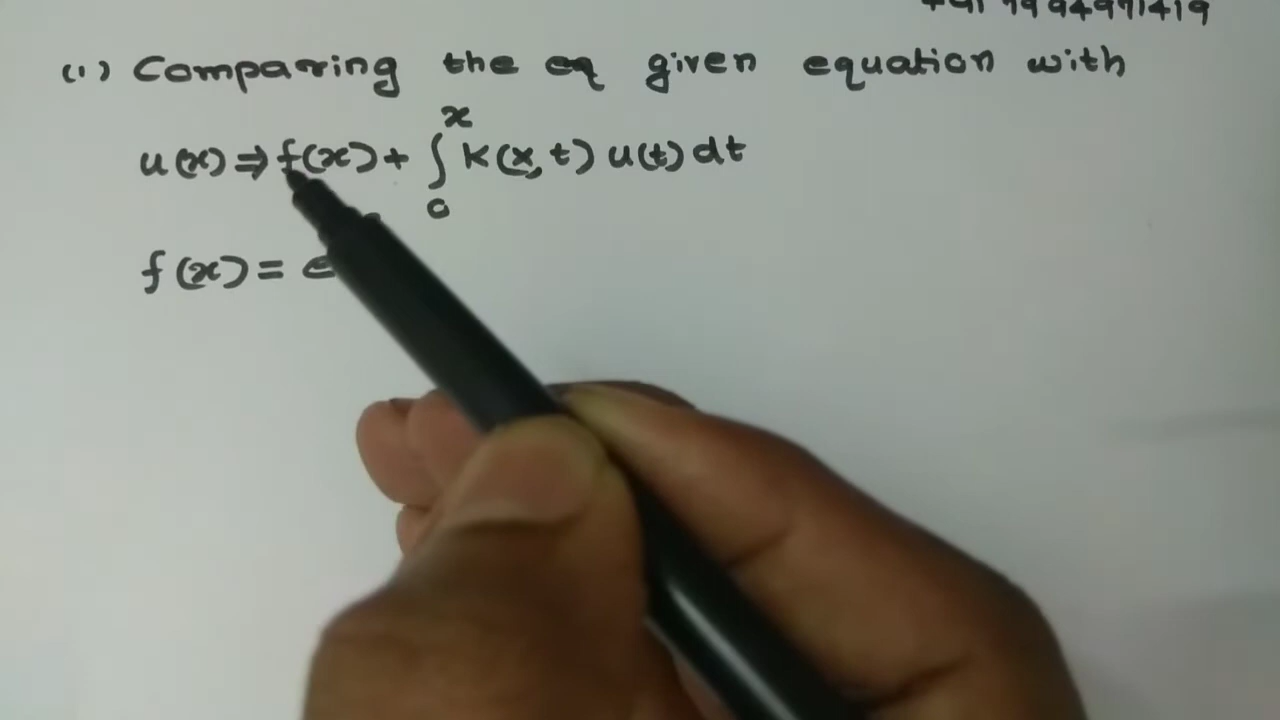 (1) Comparing the eq given equation with
u(x) ⇒ f(x) + ∫₀ˣ K(x,t) u(t) dt
f(x) = e